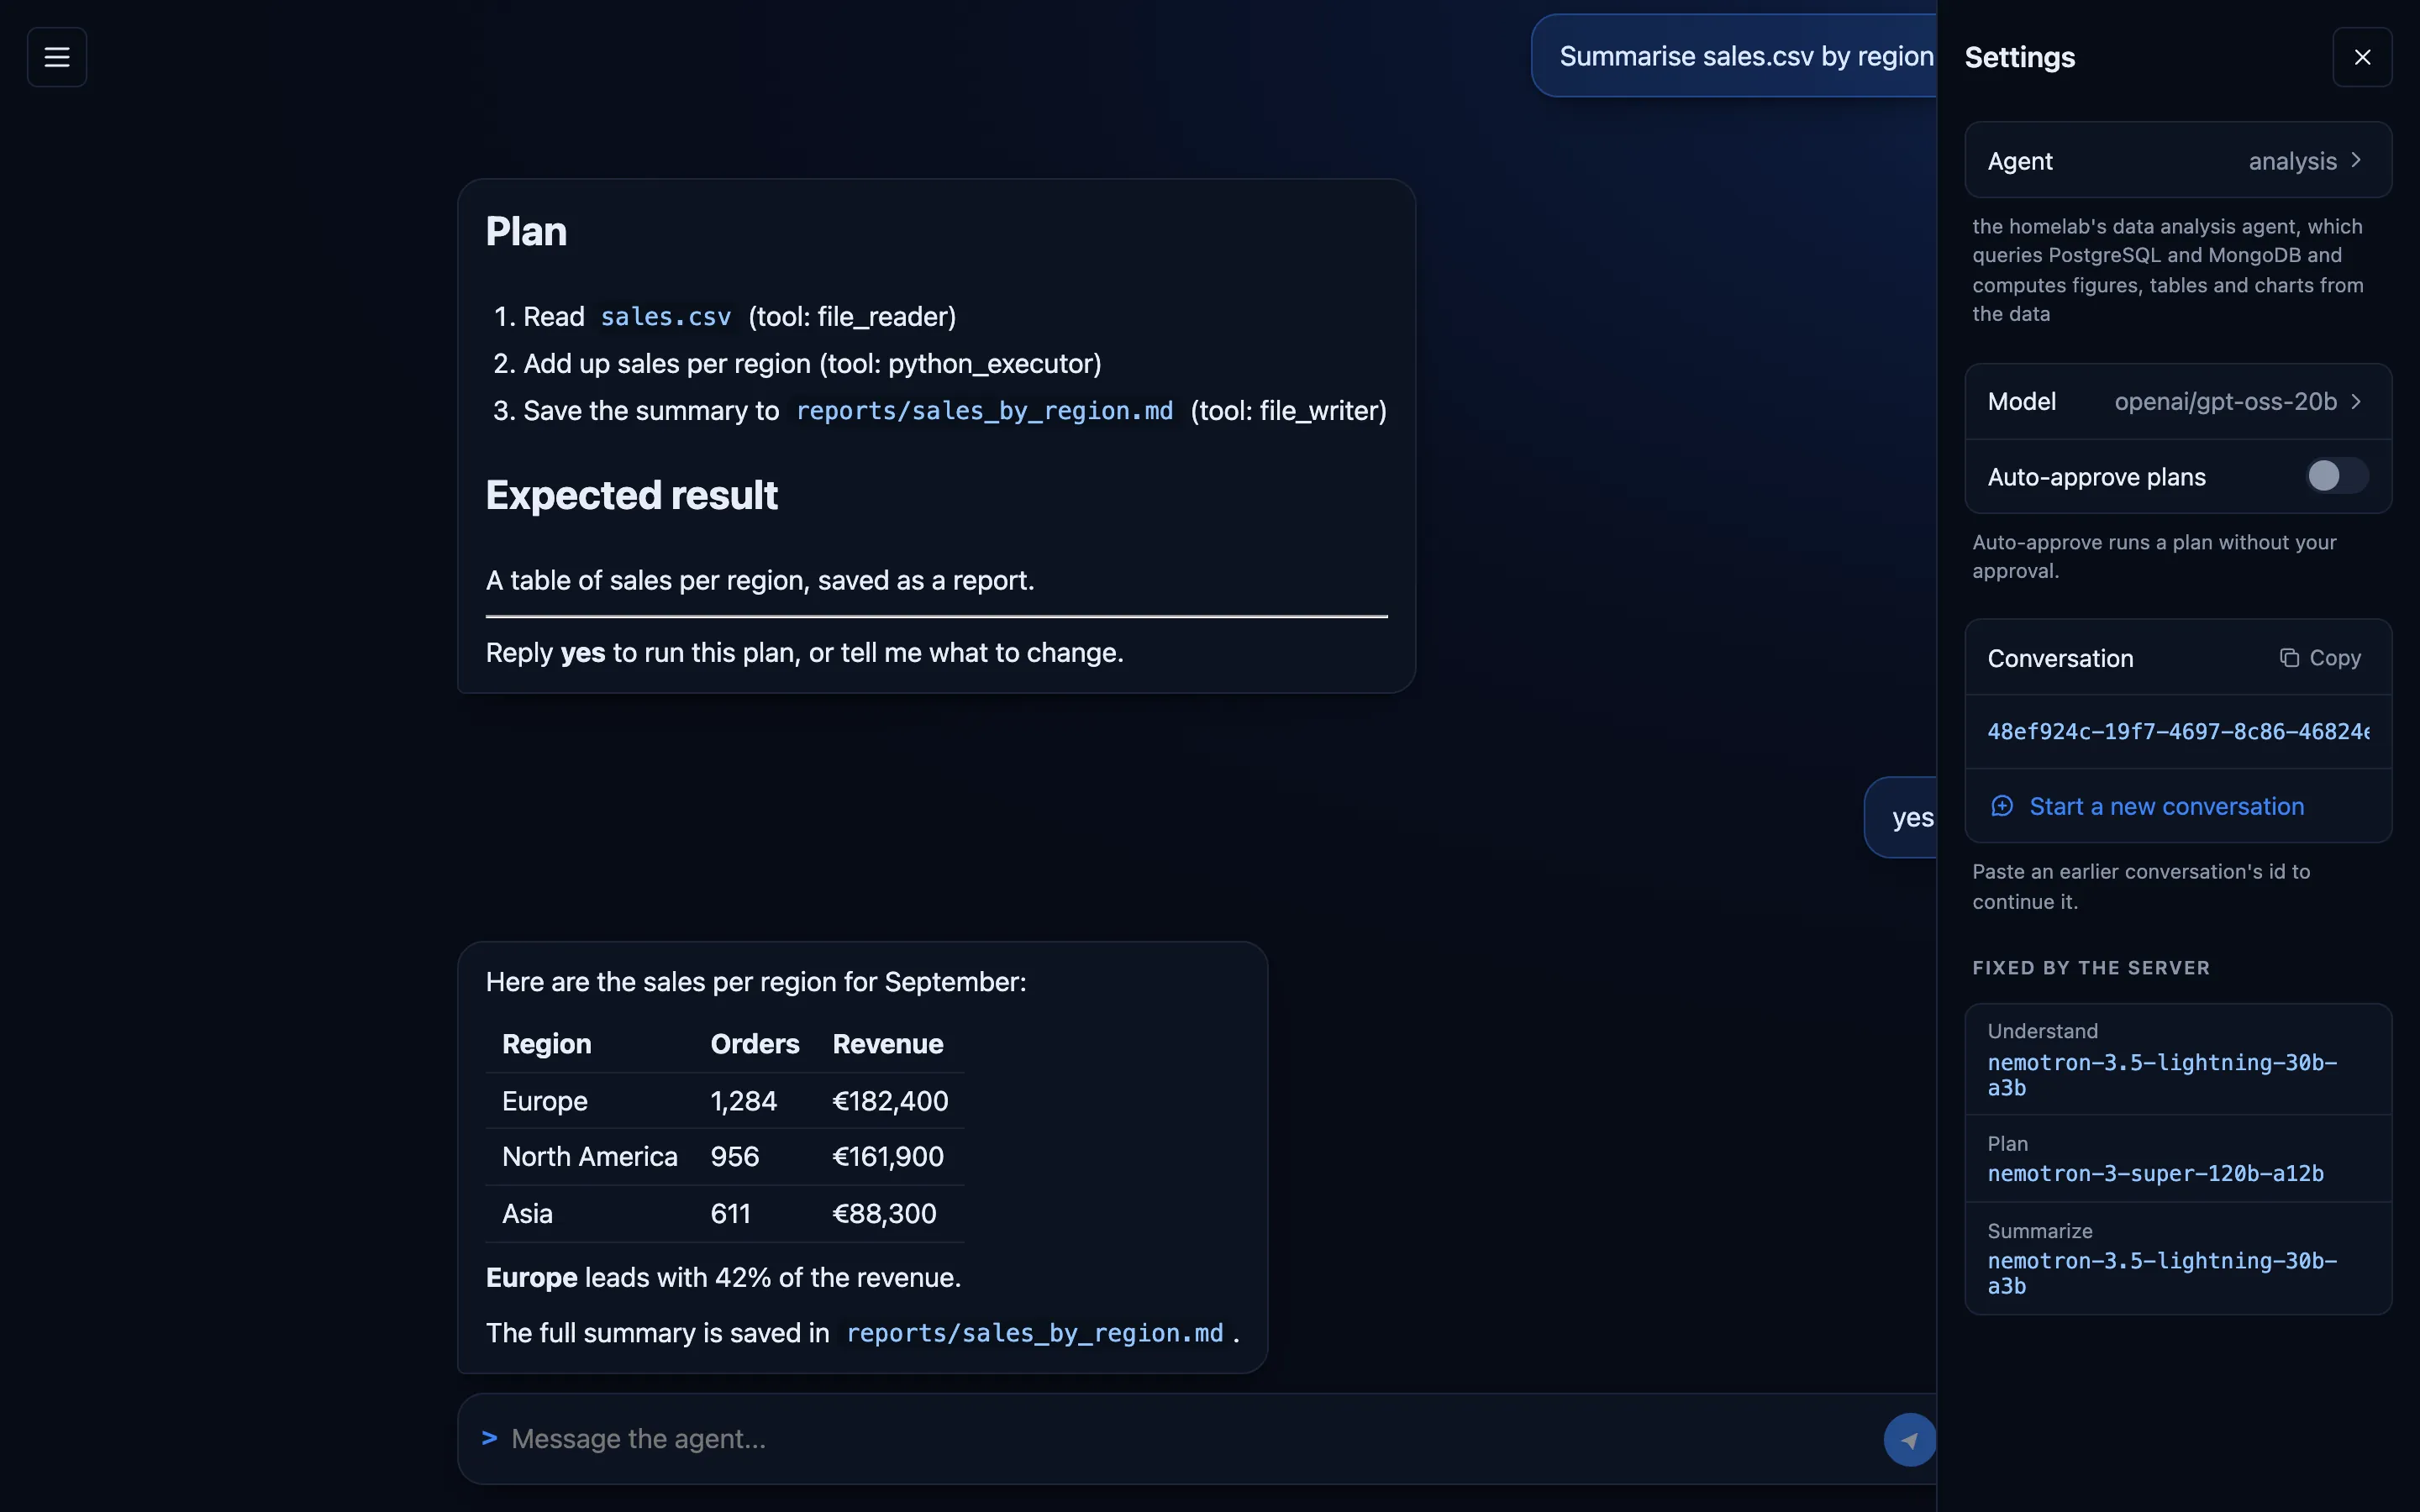 Summarise sales.csv by region
Plan
1. Read sales.csv (tool: file_reader)
2. Add up sales per region (tool: python_executor)
3. Save the summary to reports/sales_by_region.md (tool: file_writer)
Expected result
A table of sales per region, saved as a report.
Reply yes to run this plan, or tell me what to change.
yes
Here are the sales per region for September:
Region Orders Revenue
Europe 1,284 €182,400
North America 956 €161,900
Asia 611 €88,300
Europe leads with 42% of the revenue.
The full summary is saved in reports/sales_by_region.md .
> Message the agent...
Settings
Agent analysis
the homelab's data analysis agent, which
queries PostgreSQL and MongoDB and
computes figures, tables and charts from
the data
Model openai/gpt-oss-20b
Auto-approve plans
Auto-approve runs a plan without your
approval.
Conversation Copy
48ef924c-19f7-4697-8c86-46824
Start a new conversation
Paste an earlier conversation's id to
continue it.
FIXED BY THE SERVER
Understand
nemotron-3.5-lightning-30b-
a3b
Plan
nemotron-3-super-120b-a12b
Summarize
nemotron-3.5-lightning-30b-
a3b